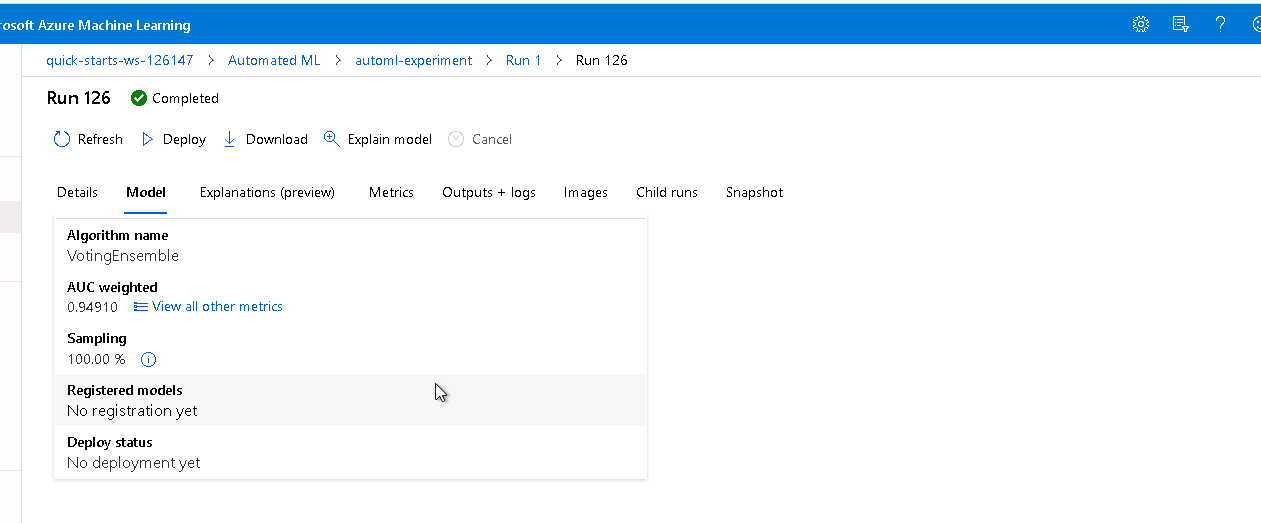 rosoft Azure Machine Learning
quick-starts-ws-126147 > Automated ML > automl-experiment > Run 1 > Run 126
Run 126 Completed
Refresh Deploy Download Explain model Cancel
Details Model Explanations (preview) Metrics Outputs + logs Images Child runs Snapshot
Algorithm name
VotingEnsemble
AUC weighted
0.94910 View all other metrics
Sampling
100.00 %
Registered models
No registration yet
Deploy status
No deployment yet